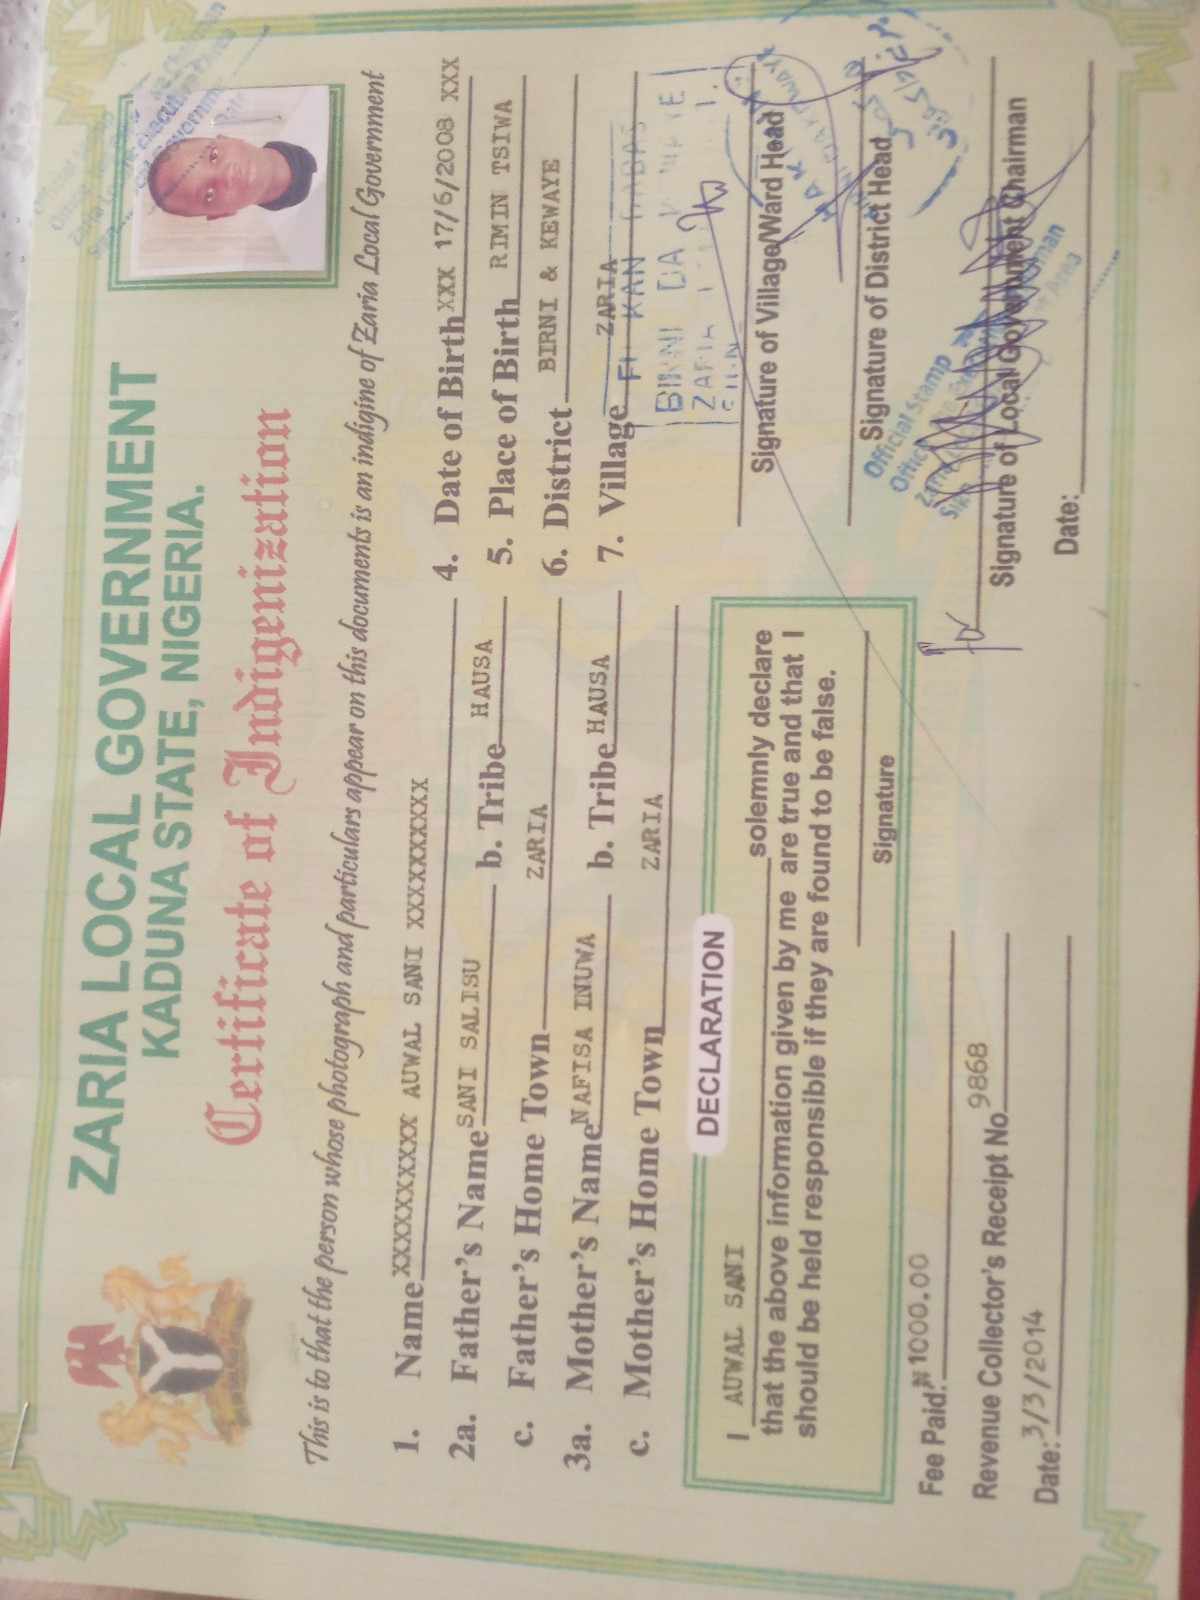 ZARIA LOCAL GOVERNMENT
KADUNA STATE, NIGERIA.
Certificate of Indigenization
This is to that the person whose photograph and particulars appear on this documents is an indigine of Zaria Local Government
1. Name XXXXXXXXX AUWAL SANI XXXXXXXXX
2a. Father's Name SANI SALISU b. Tribe HAUSA
c. Father's Home Town ZARIA
3a. Mother's Name NAFISA INUWA b. Tribe HAUSA
c. Mother's Home Town ZARIA
4. Date of Birth XXX 17/6/2008 XXX
5. Place of Birth RIMIN TSIWA
6. District BIRNI & KEWAYE
7. Village ZARIA
BIRNI DA
ZARIA
Signature of Village/Ward Head
Signature of District Head
Official Stamp
for
Signature of Local Government Chairman
Date:
DECLARATION
I AUWAL SANI solemnly declare
that the above information given by me are true and that I
should be held responsible if they are found to be false.
Signature
Fee Paid: ₦1000.00
Revenue Collector's Receipt No 9868
Date: 3/3/2014